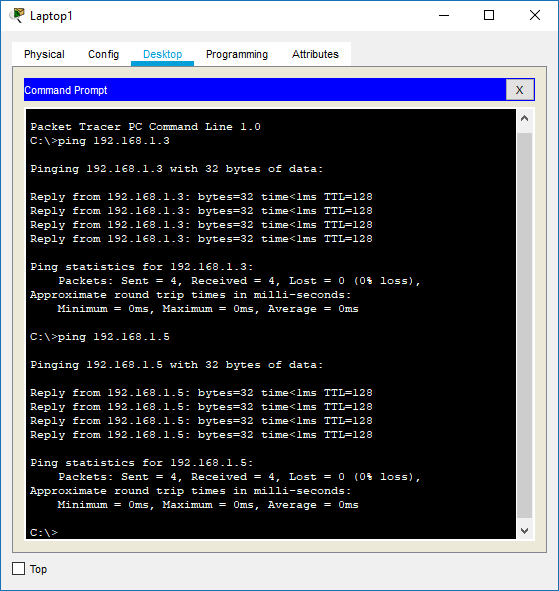 Laptop1
Physical Config Desktop Programming Attributes
Command Prompt X
Packet Tracer PC Command Line 1.0
C:\>ping 192.168.1.3
Pinging 192.168.1.3 with 32 bytes of data:
Reply from 192.168.1.3: bytes=32 time<1ms TTL=128
Reply from 192.168.1.3: bytes=32 time<1ms TTL=128
Reply from 192.168.1.3: bytes=32 time<1ms TTL=128
Reply from 192.168.1.3: bytes=32 time<1ms TTL=128
Ping statistics for 192.168.1.3:
    Packets: Sent = 4, Received = 4, Lost = 0 (0% loss),
Approximate round trip times in milli-seconds:
    Minimum = 0ms, Maximum = 0ms, Average = 0ms
C:\>ping 192.168.1.5
Pinging 192.168.1.5 with 32 bytes of data:
Reply from 192.168.1.5: bytes=32 time<1ms TTL=128
Reply from 192.168.1.5: bytes=32 time<1ms TTL=128
Reply from 192.168.1.5: bytes=32 time<1ms TTL=128
Reply from 192.168.1.5: bytes=32 time<1ms TTL=128
Ping statistics for 192.168.1.5:
    Packets: Sent = 4, Received = 4, Lost = 0 (0% loss),
Approximate round trip times in milli-seconds:
    Minimum = 0ms, Maximum = 0ms, Average = 0ms
C:\>
Top